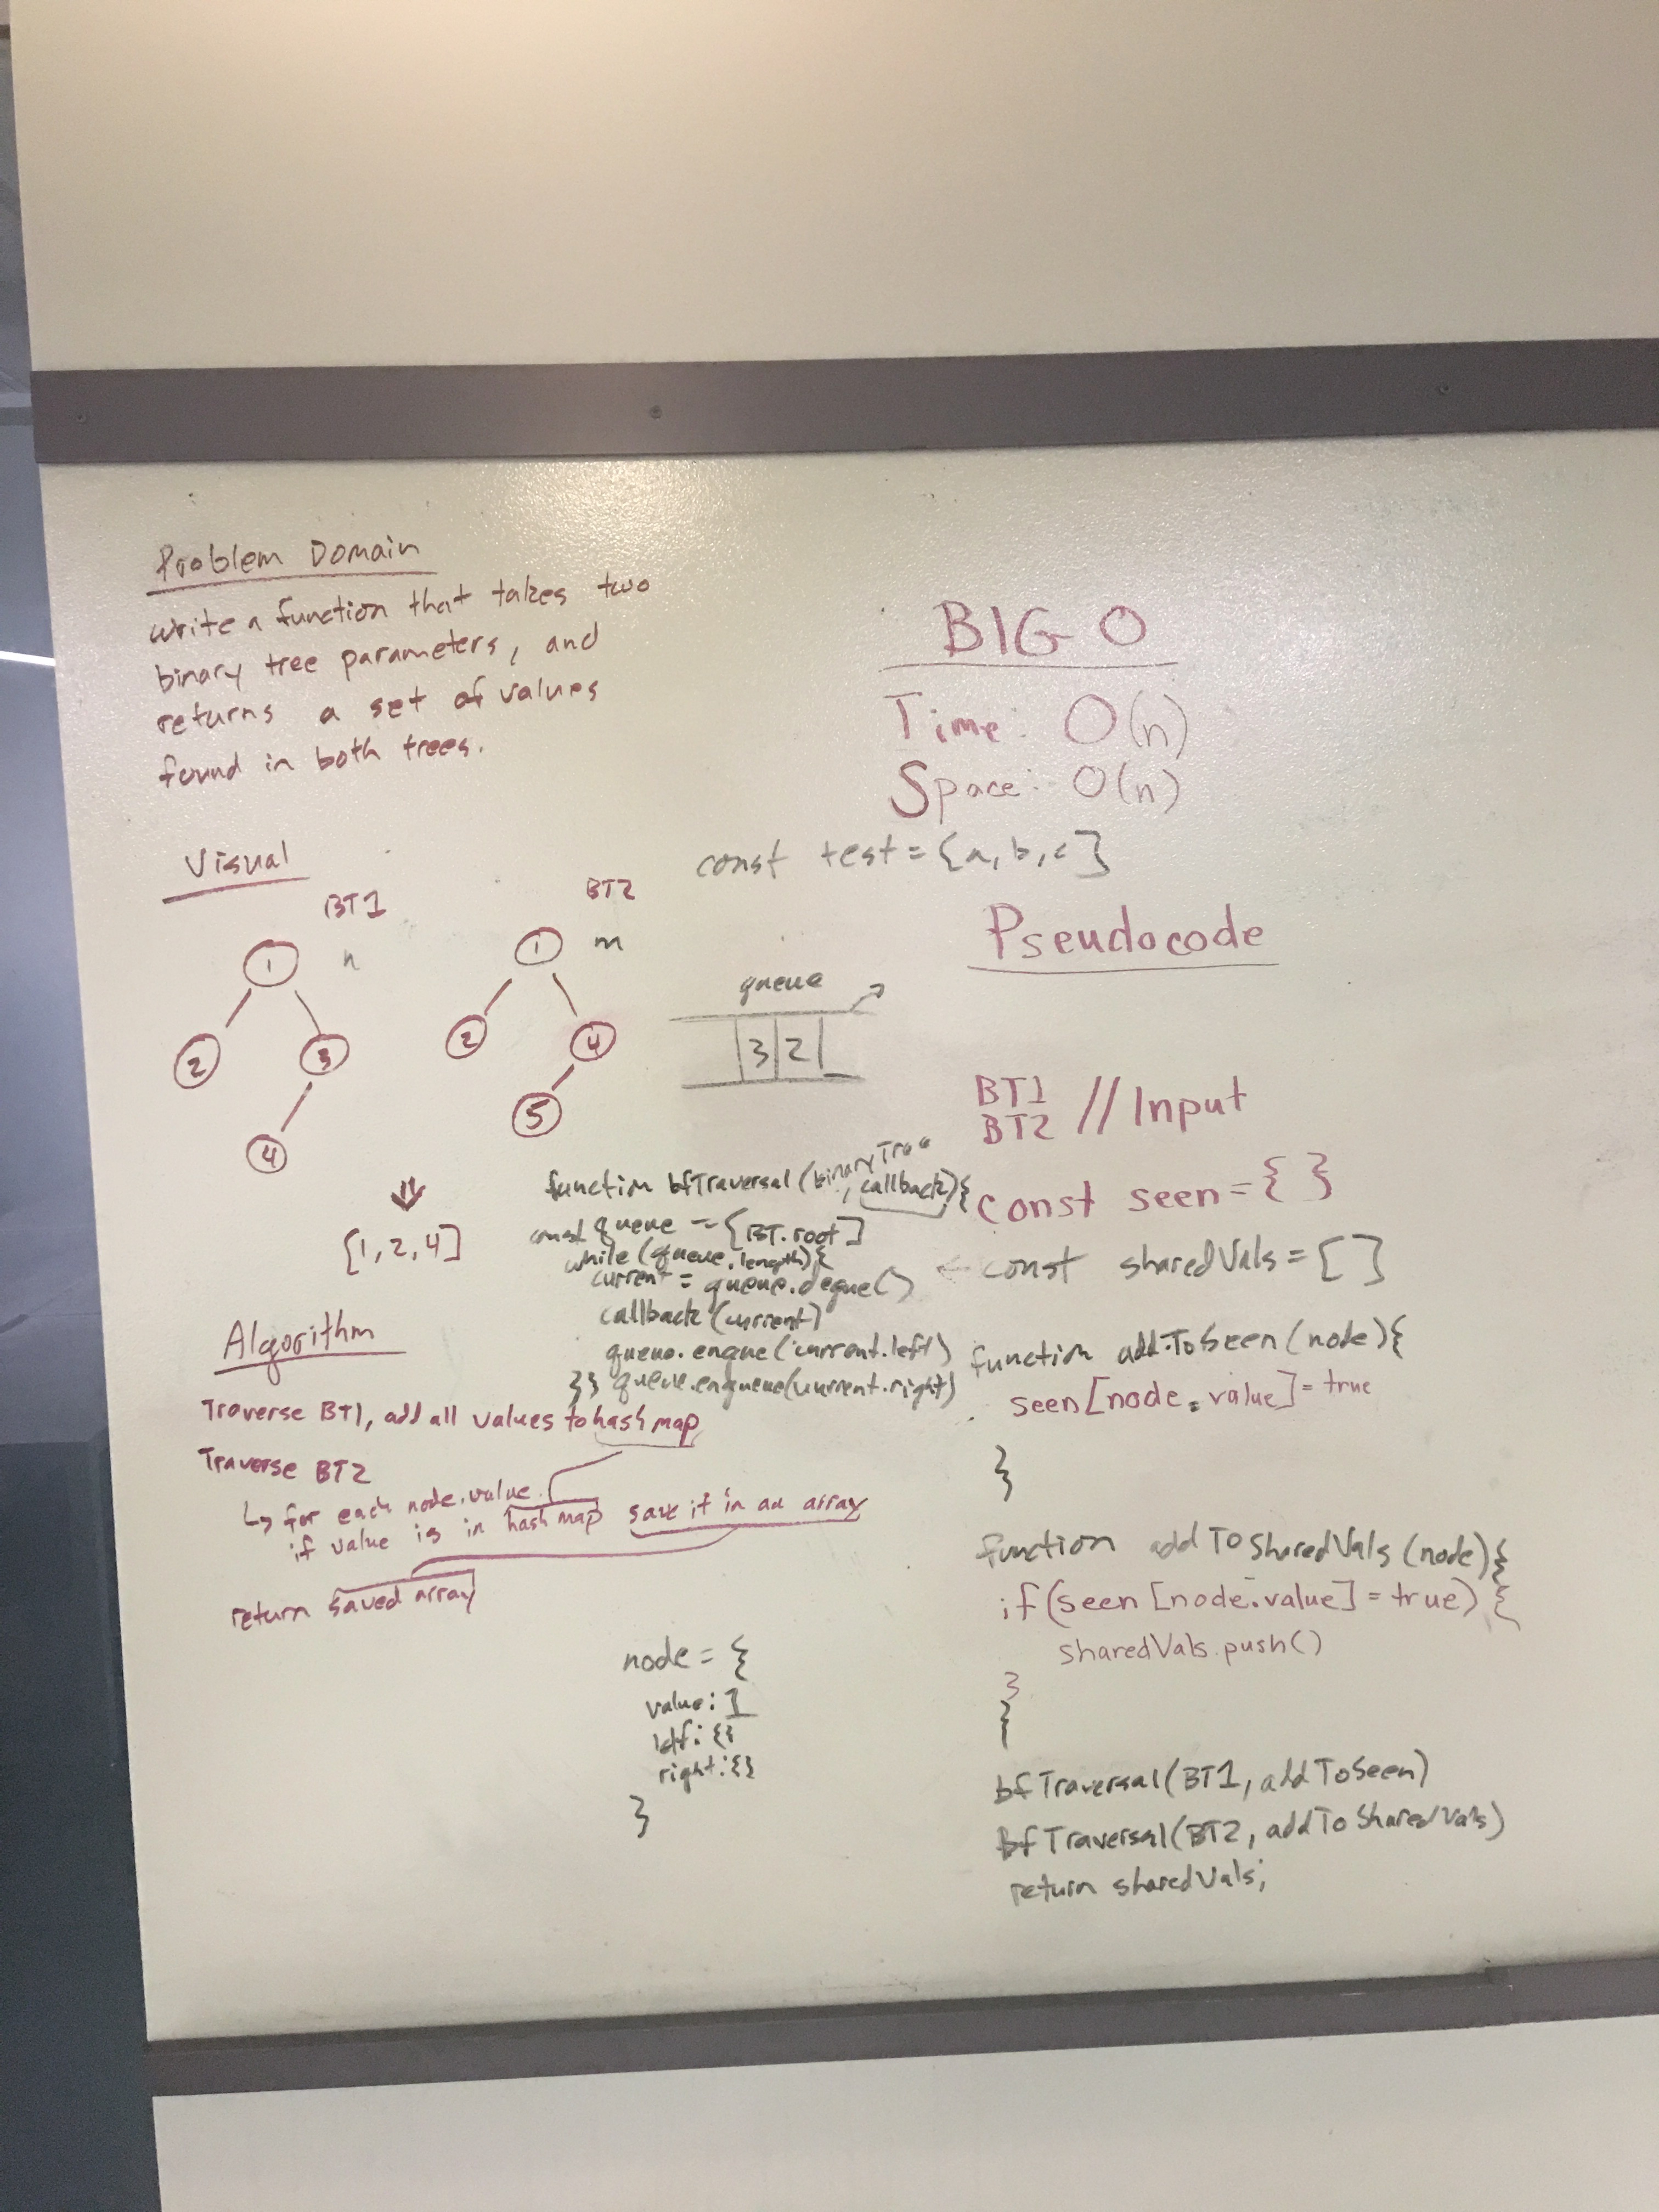 Problem Domain
write a function that takes two
binary tree parameters, and
returns a set of values
found in both trees.
Visual
BT1
n
1
2
3
4
BT2
m
1
2
4
5
[1,2,4]
queue
3 2
Algorithm
Traverse BT1, add all values to hash map
Traverse BT2
↳ for each node.value
if value is in hash map save it in an array
return saved array
function bfTraversal (binaryTree
, callback){
const queue = [BT.root]
while (queue.length){
current = queue.deque()
callback (current)
queue.enque(current.left)
}} queue.enqueue(current.right)
node = {
value: 1
left: {}
right: {}
}
BIG O
Time: O(n)
Space: O(n)
const test = {a, b, c]
Pseudocode
BT1
BT2 // Input
const seen = { }
← const sharedVals = [ ]
function addToSeen (node){
seen[node.value] = true
}
function addToSharedVals (node){
if (seen [node.value] = true) {
sharedVals.push()
}
}
bfTraversal(BT1, addToSeen)
bfTraversal(BT2, addToSharedVals)
return sharedVals;